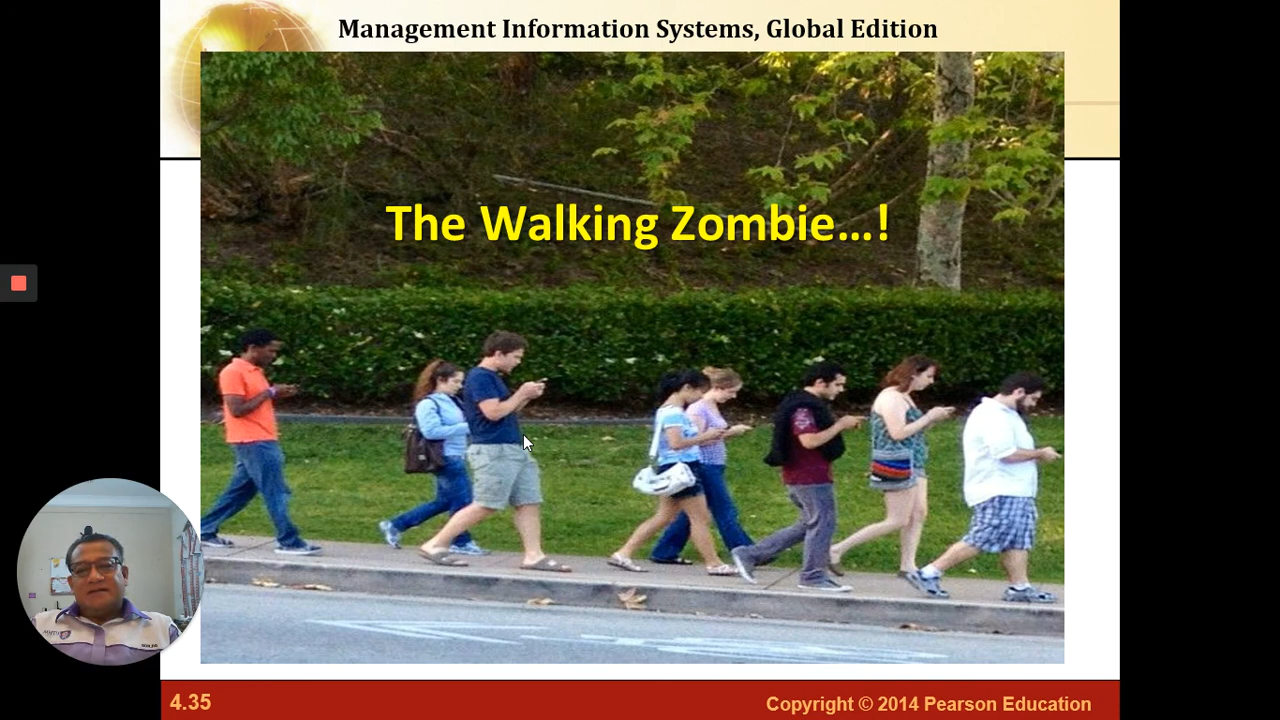 Management Information Systems, Global Edition
The Walking Zombie...!
4.35
Copyright © 2014 Pearson Education